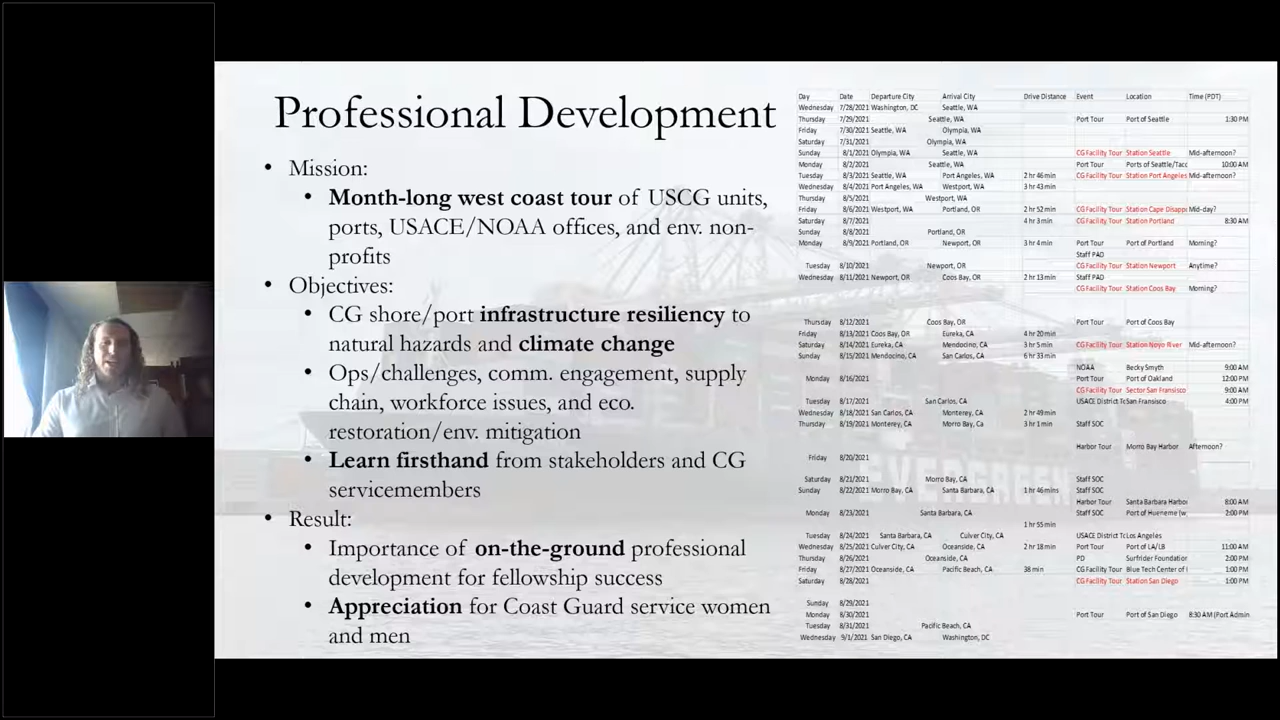 Professional Development
• Mission:
• Month-long west coast tour of USCG units,
ports, USACE/NOAA offices, and env. non-
profits
• Objectives:
• CG shore/port infrastructure resiliency to
natural hazards and climate change
• Ops/challenges, comm. engagement, supply
chain, workforce issues, and eco.
restoration/env. mitigation
• Learn firsthand from stakeholders and CG
servicemembers
• Result:
• Importance of on-the-ground professional
development for fellowship success
• Appreciation for Coast Guard service women
and men
Day Date Departure City Arrival City Drive Distance Event Location Time (PDT)
Wednesday 7/28/2021 Washington, DC Seattle, WA
Thursday 7/29/2021 Seattle, WA Port Tour Port of Seattle 1:30 PM
Friday 7/30/2021 Seattle, WA Olympia, WA
Saturday 7/31/2021 Olympia, WA
Sunday 8/1/2021 Olympia, WA Seattle, WA CG Facility Tour Station Seattle Mid-afternoon?
Monday 8/2/2021 Seattle, WA Port Tour Ports of Seattle/Tacc 10:00 AM
Tuesday 8/3/2021 Seattle, WA Port Angeles, WA 2 hr 46 min CG Facility Tour Station Port Angeles Mid-afternoon?
Wednesday 8/4/2021 Port Angeles, WA Westport, WA 3 hr 43 min
Thursday 8/5/2021 Westport, WA
Friday 8/6/2021 Westport, WA Portland, OR 2 hr 52 min CG Facility Tour Station Cape Disappo Mid-day?
Saturday 8/7/2021 4 hr 3 min CG Facility Tour Station Portland 8:30 AM
Sunday 8/8/2021 Portland, OR
Monday 8/9/2021 Portland, OR Newport, OR 3 hr 4 min Port Tour Port of Portland Morning?
Staff PAD
Tuesday 8/10/2021 Newport, OR CG Facility Tour Station Newport Anytime?
Wednesday 8/11/2021 Newport, OR Coos Bay, OR 2 hr 13 min Staff PAD
CG Facility Tour Station Coos Bay Morning?
Thursday 8/12/2021 Coos Bay, OR Port Tour Port of Coos Bay
Friday 8/13/2021 Coos Bay, OR Eureka, CA 4 hr 20 min
Saturday 8/14/2021 Eureka, CA Mendocino, CA 3 hr 5 min CG Facility Tour Station Noyo River Mid-afternoon?
Sunday 8/15/2021 Mendocino, CA San Carlos, CA 6 hr 33 min
NOAA Becky Smyth 9:00 AM
Monday 8/16/2021 Port Tour Port of Oakland 12:00 PM
CG Facility Tour Sector San Fransisco 9:00 AM
Tuesday 8/17/2021 San Carlos, CA USACE District Tc San Fransisco 4:00 PM
Wednesday 8/18/2021 San Carlos, CA Monterey, CA 2 hr 49 min
Thursday 8/19/2021 Monterey, CA Morro Bay, Ca 3 hr 1 min Staff SOC
Harbor Tour Morro Bay Harbor Afternoon?
Friday 8/20/2021
Saturday 8/21/2021 Morro Bay, CA Staff SOC
Sunday 8/22/2021 Morro Bay, CA Santa Barbara, CA 1 hr 46 mins Staff SOC
Harbor Tour Santa Barbara Harbor 8:00 AM
Monday 8/23/2021 Santa Barbara, CA Staff SOC Port of Hueneme (w. 2:00 PM
1 hr 55 min
Tuesday 8/24/2021 Santa Barbara, CA Culver City, CA USACE District Tc Los Angeles
Wednesday 8/25/2021 Culver City, CA Oceanside, CA 2 hr 18 min Port Tour Port of LA/LB 11:00 AM
Thursday 8/26/2021 Oceanside, CA PD Surfrider Foundation 2:00 PM
Friday 8/27/2021 Oceanside, CA Pacific Beach, CA 38 min CG Facility Tour Blue Tech Center of I 1:00 PM
Saturday 8/28/2021 CG Facility Tour Station San Diego 1:00 PM
Sunday 8/29/2021
Monday 8/30/2021 Port Tour Port of San Diego 8:30 AM (Port Admin
Tuesday 8/31/2021 Pacific Beach, CA
Wednesday 9/1/2021 San Diego, CA Washington, DC
EVERGREEN